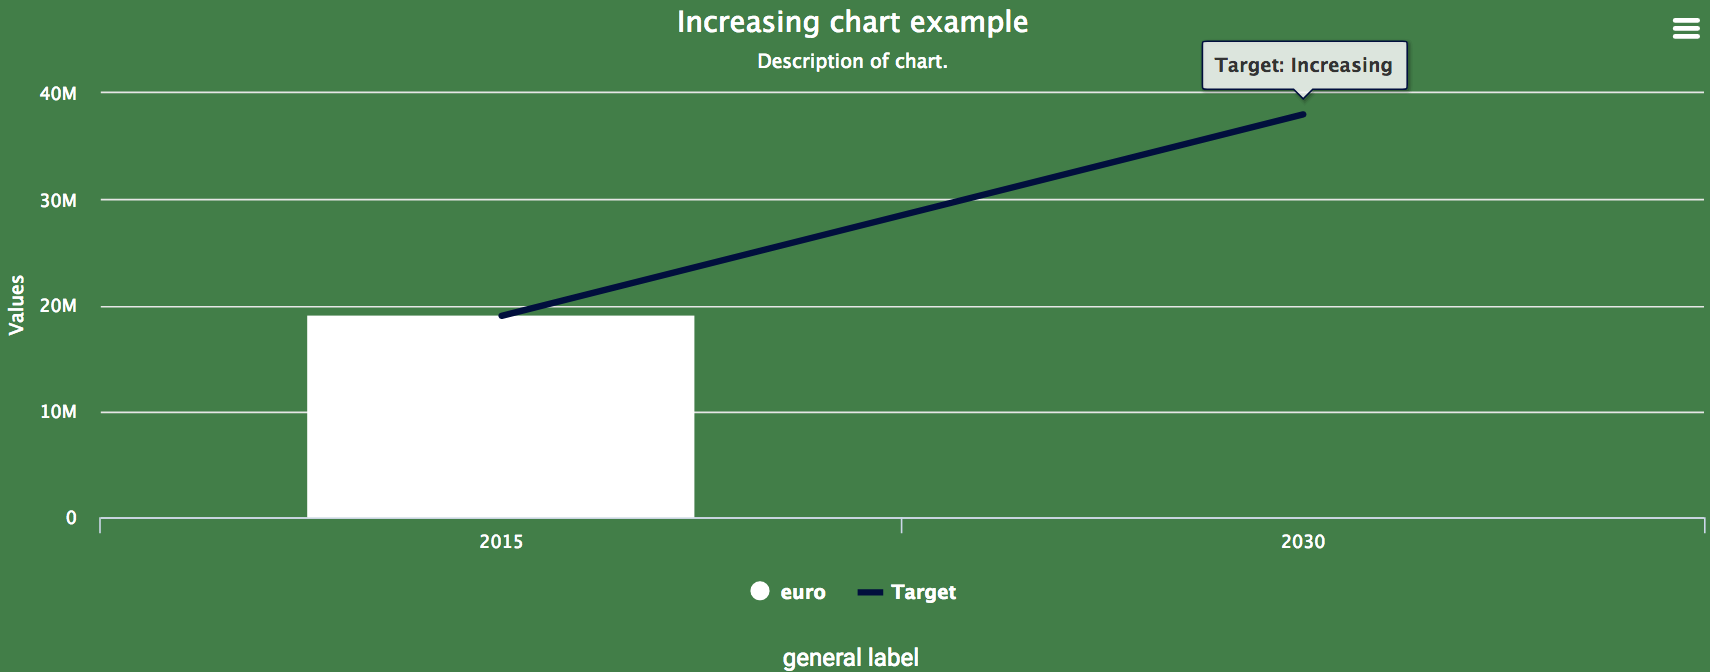 Increasing chart example
Description of chart.
Target: Increasing
40M
30M
20M
10M
0
Values
2015
2030
euro
Target
general label